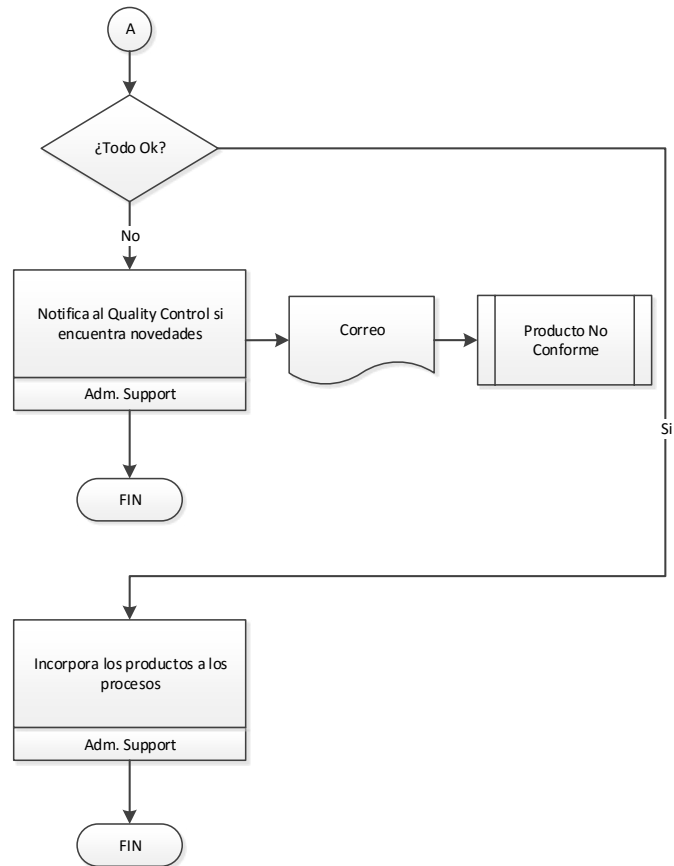 A
¿Todo Ok?
No
Notifica al Quality Control si
encuentra novedades
Adm. Support
Correo
Producto No
Conforme
Si
FIN
Incorpora los productos a los
procesos
Adm. Support
FIN